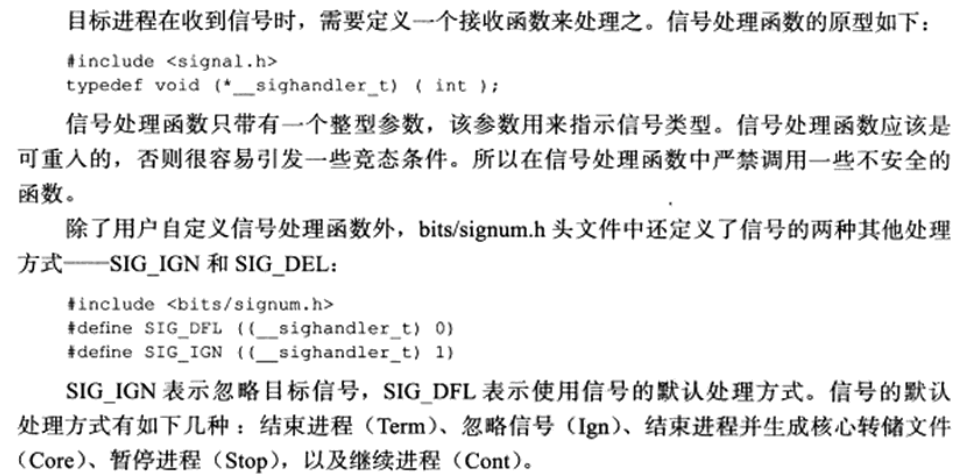 目标进程在收到信号时，需要定义一个接收函数来处理之。信号处理函数的原型如下：
#include <signal.h>
typedef void (*__sighandler_t) ( int );
信号处理函数只带有一个整型参数，该参数用来指示信号类型。信号处理函数应该是
可重入的，否则很容易引发一些竞态条件。所以在信号处理函数中严禁调用一些不安全的
函数。
除了用户自定义信号处理函数外，bits/signum.h 头文件中还定义了信号的两种其他处理
方式——SIG_IGN 和 SIG_DEL：
#include <bits/signum.h>
#define SIG_DFL ((__sighandler_t) 0)
#define SIG_IGN ((__sighandler_t) 1)
SIG_IGN 表示忽略目标信号，SIG_DFL 表示使用信号的默认处理方式。信号的默认
处理方式有如下几种：结束进程（Term）、忽略信号（Ign）、结束进程并生成核心转储文件
（Core）、暂停进程（Stop），以及继续进程（Cont）。